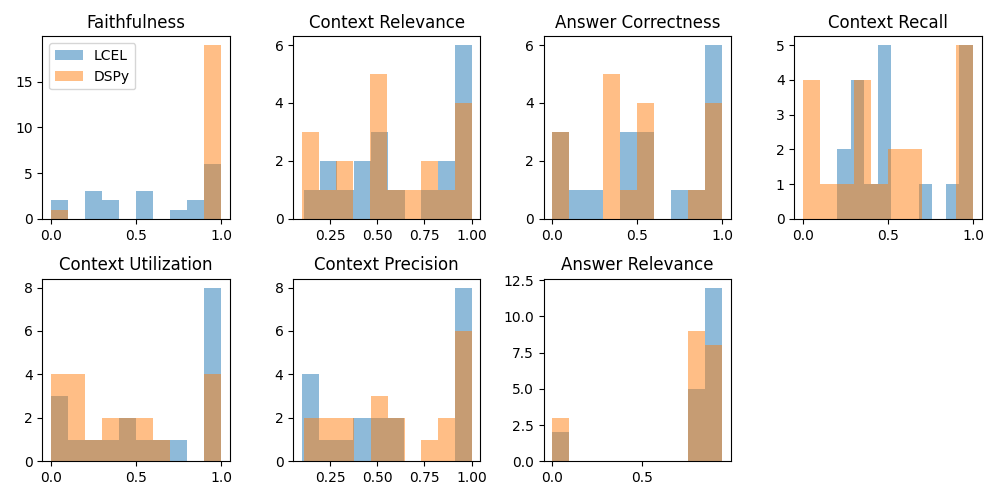 Faithfulness
LCEL
DSPy
15
10
5
0
0.0 0.5 1.0
Context Relevance
6
4
2
0
0.25 0.50 0.75 1.00
Answer Correctness
6
4
2
0
0.0 0.5 1.0
Context Recall
5
4
3
2
1
0
0.0 0.5 1.0
Context Utilization
8
6
4
2
0
0.0 0.5 1.0
Context Precision
8
6
4
2
0
0.25 0.50 0.75 1.00
Answer Relevance
12.5
10.0
7.5
5.0
2.5
0.0
0.0 0.5